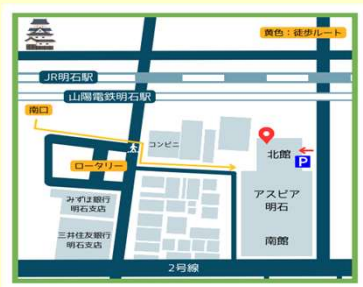 黄色：徒歩ルート
JR明石駅
山陽電鉄明石駅
南口
コンビニ
北館
P
ロータリー
アスピア
明石
みずほ銀行
明石支店
三井住友銀行
明石支店
南館
2号線